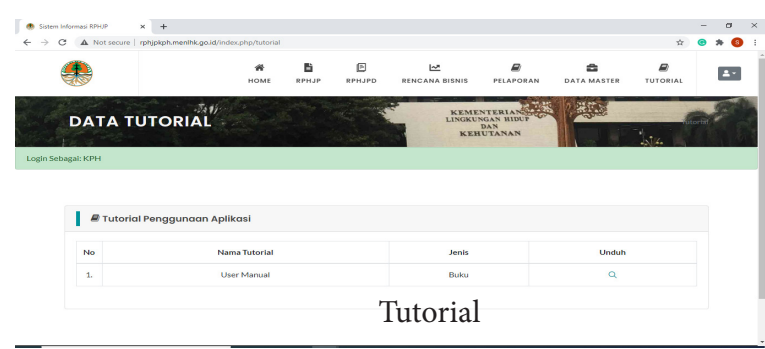 Sistem Informasi RPHJP
Not secure | rphjpkph.menlhk.go.id/index.php/tutorial
S
HOME
RPHJP
RPHJPD
RENCANA BISNIS
PELAPORAN
DATA MASTER
TUTORIAL
DATA TUTORIAL
KEMENTERIAN
LINGKUNGAN HIDUP
DAN
KEHUTANAN
Tutorial
Login Sebagai: KPH
Tutorial Penggunaan Aplikasi
No Nama Tutorial Jenis Unduh
1. User Manual Buku
Tutorial